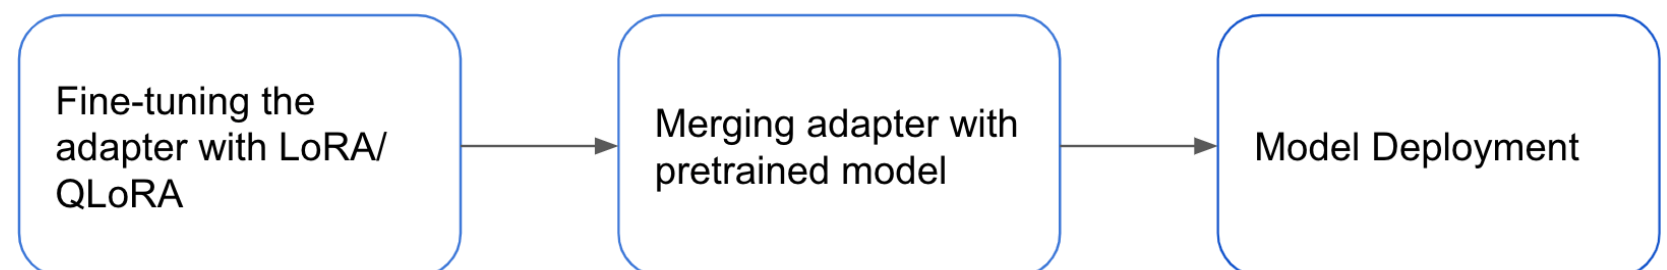 Fine-tuning the
adapter with LoRA/
QLoRA
Merging adapter with
pretrained model
Model Deployment